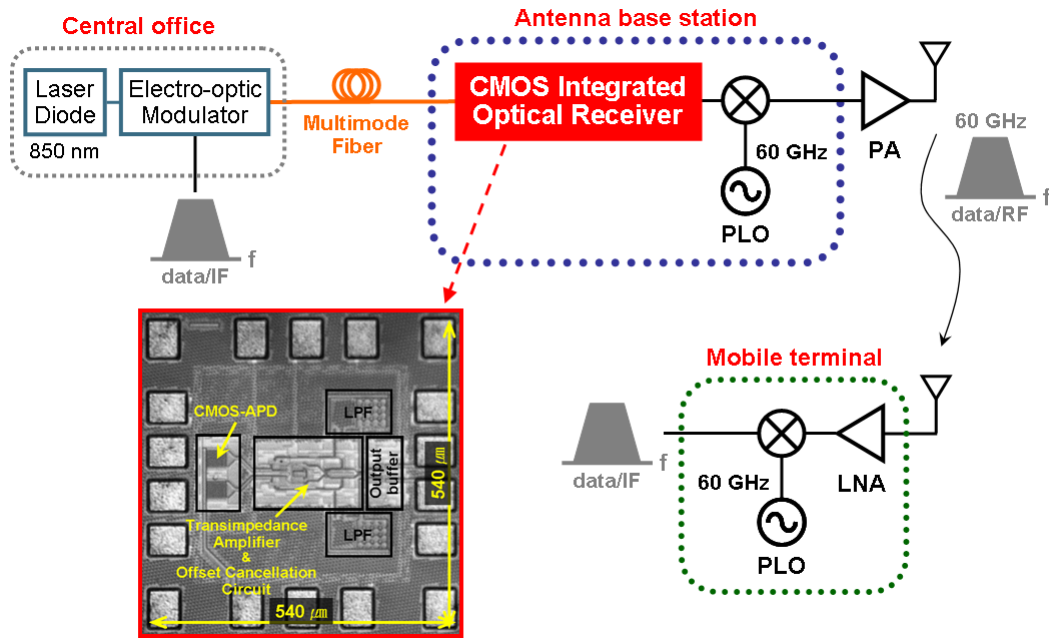 Central office
Laser
Diode
Electro-optic
Modulator
850 nm
data/IF
f
Multimode
Fiber
Antenna base station
CMOS Integrated
Optical Receiver
60 GHz
PLO
PA
60 GHz
f
data/RF
CMOS-APD
LPF
Output
buffer
540 ㎛
Transimpedance
Amplifier
&
Offset Cancellation
Circuit
LPF
540 ㎛
Mobile terminal
f
data/IF
60 GHz
LNA
PLO